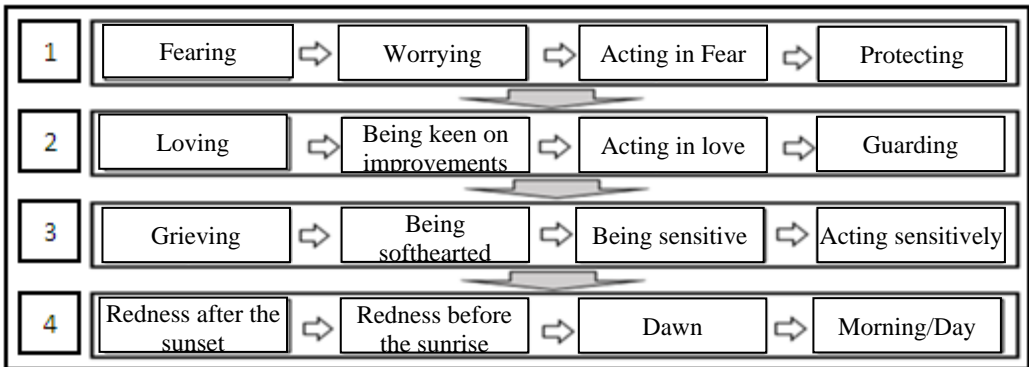 1
Fearing
Worrying
Acting in Fear
Protecting
2
Loving
Being keen on
improvements
Acting in love
Guarding
3
Grieving
Being
softhearted
Being sensitive
Acting sensitively
4
Redness after the
sunset
Redness before
the sunrise
Dawn
Morning/Day